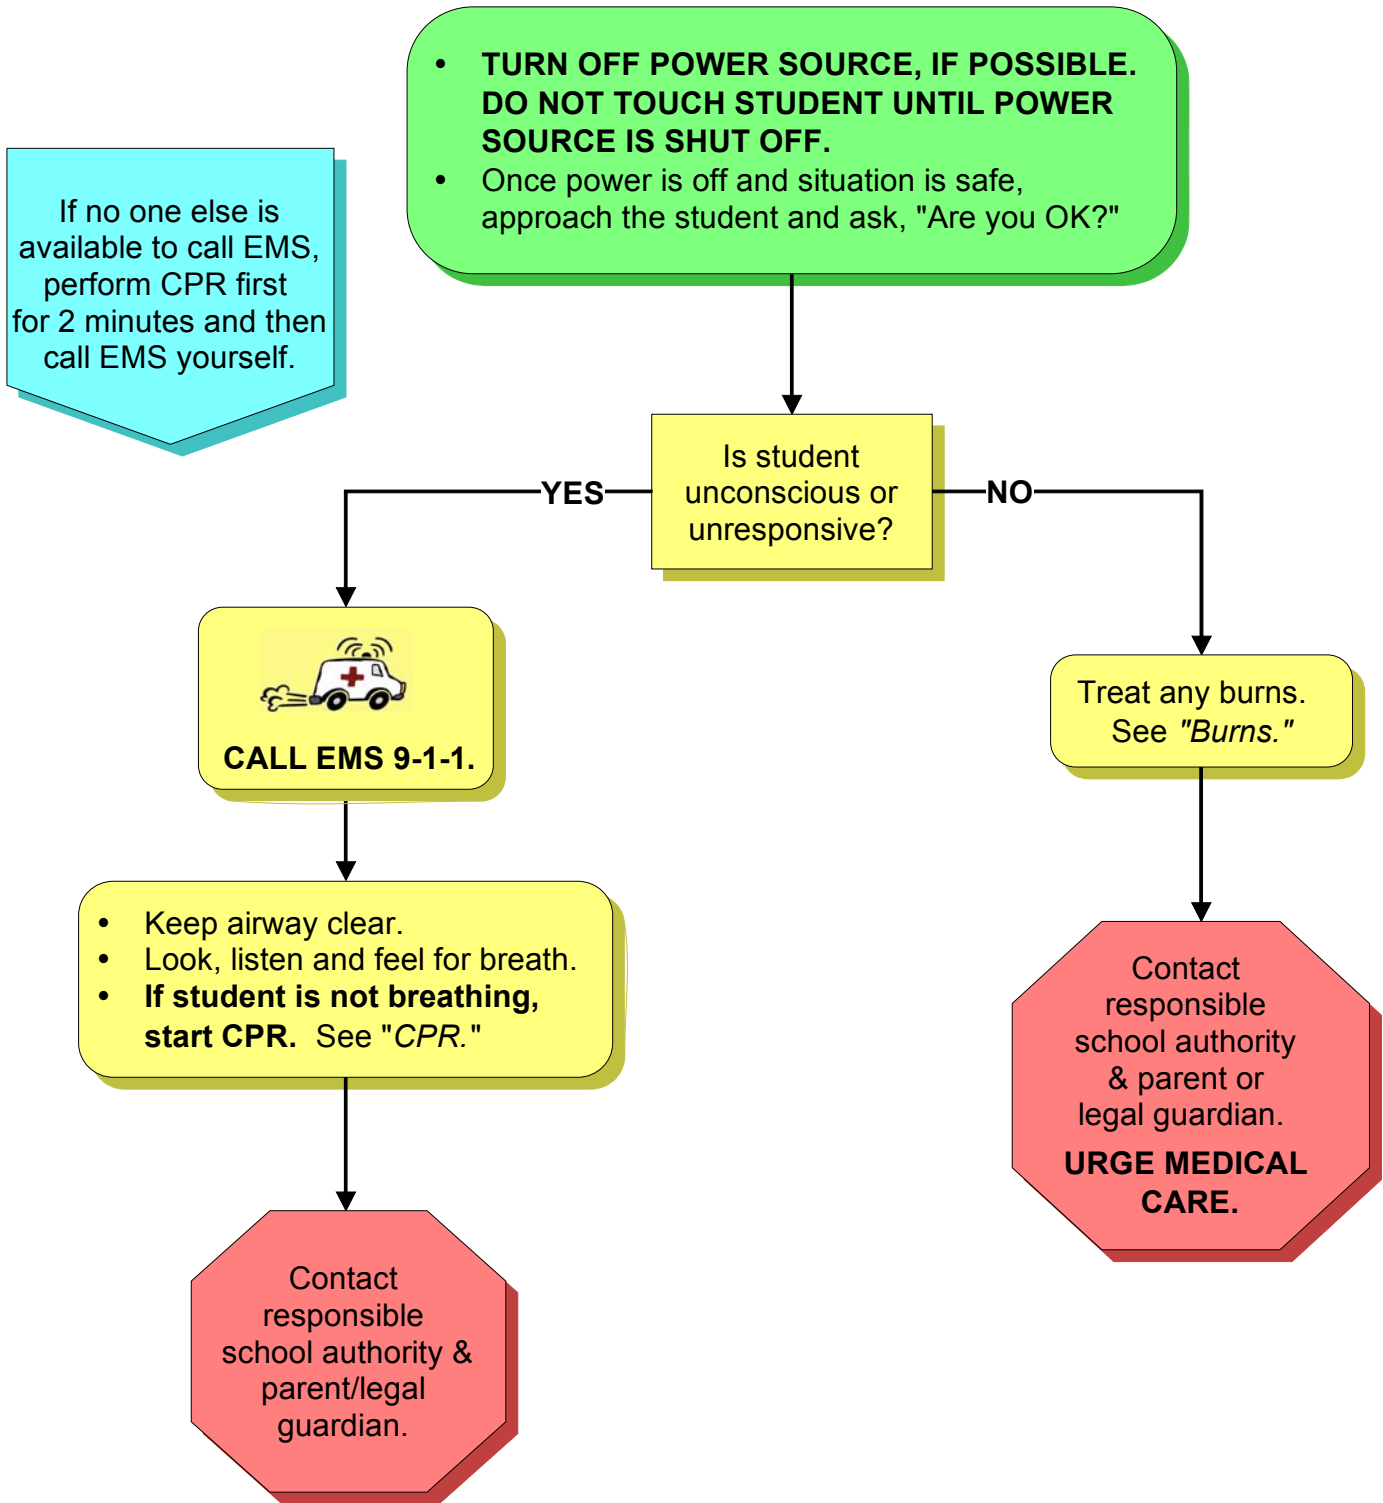 • TURN OFF POWER SOURCE, IF POSSIBLE.
DO NOT TOUCH STUDENT UNTIL POWER
SOURCE IS SHUT OFF.
• Once power is off and situation is safe,
approach the student and ask, "Are you OK?"
If no one else is
available to call EMS,
perform CPR first
for 2 minutes and then
call EMS yourself.
Is student
unconscious or
unresponsive?
YES
NO
CALL EMS 9-1-1.
Treat any burns.
See "Burns."
• Keep airway clear.
• Look, listen and feel for breath.
• If student is not breathing,
start CPR. See "CPR."
Contact
responsible
school authority
& parent or
legal guardian.
URGE MEDICAL
CARE.
Contact
responsible
school authority &
parent/legal
guardian.